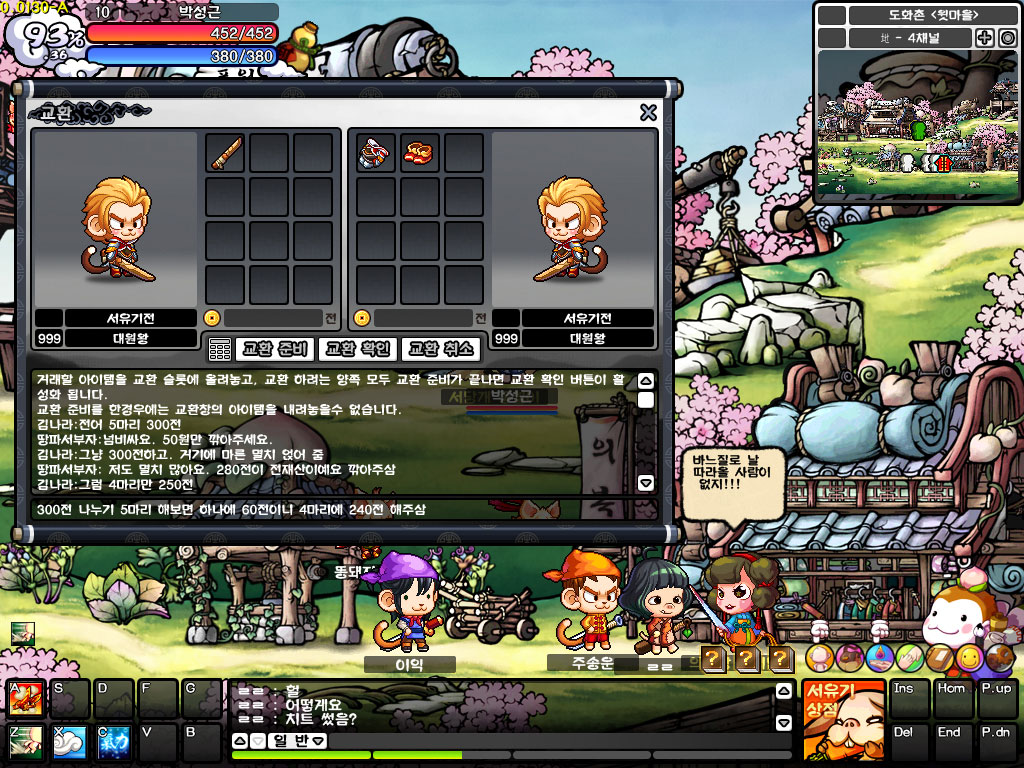 0.0130-A
10 박성근
93%
.36
452/452
380/380
도화촌 <윗마을>
地 - 4채널
교환
전
전
서유기전
999 대원왕
서유기전
999 대원왕
교환 준비
교환 확인
교환 취소
거래할 아이템을 교환 슬롯에 올려놓고, 교환 하려는 양쪽 모두 교환 준비가 끝나면 교환 확인 버튼이 활
성화 됩니다.
교환 준비를 한경우에는 교환창의 아이템을 내려놓을수 없습니다.
김나라:전어 5마리 300전
땅파서부자:넘비싸요. 50원만 깎아주세요.
김나라:그냥 300전하고. 거기에 마른 멸치 얹어 줌
땅파서부자: 저도 멸치 많아요. 280전이 전재산이에요 깎아주삼
김나라:그럼 4마리만 250전
300전 나누기 5마리 해보면 하나에 60전이니 4마리에 240전 해주삼
박성근
의
복
바느질로 날
따라올 사람이
없지!!!
이익
주송운
ㄹㄹ
? ? ?
A S D F G
Z X C V B
ㄹㄹ : 헐
ㄹㄹ : 어떻게요
ㄹㄹ : 치트 썼음?
일 반
서유기
상점
Ins Hom P.up
Del End P.dn